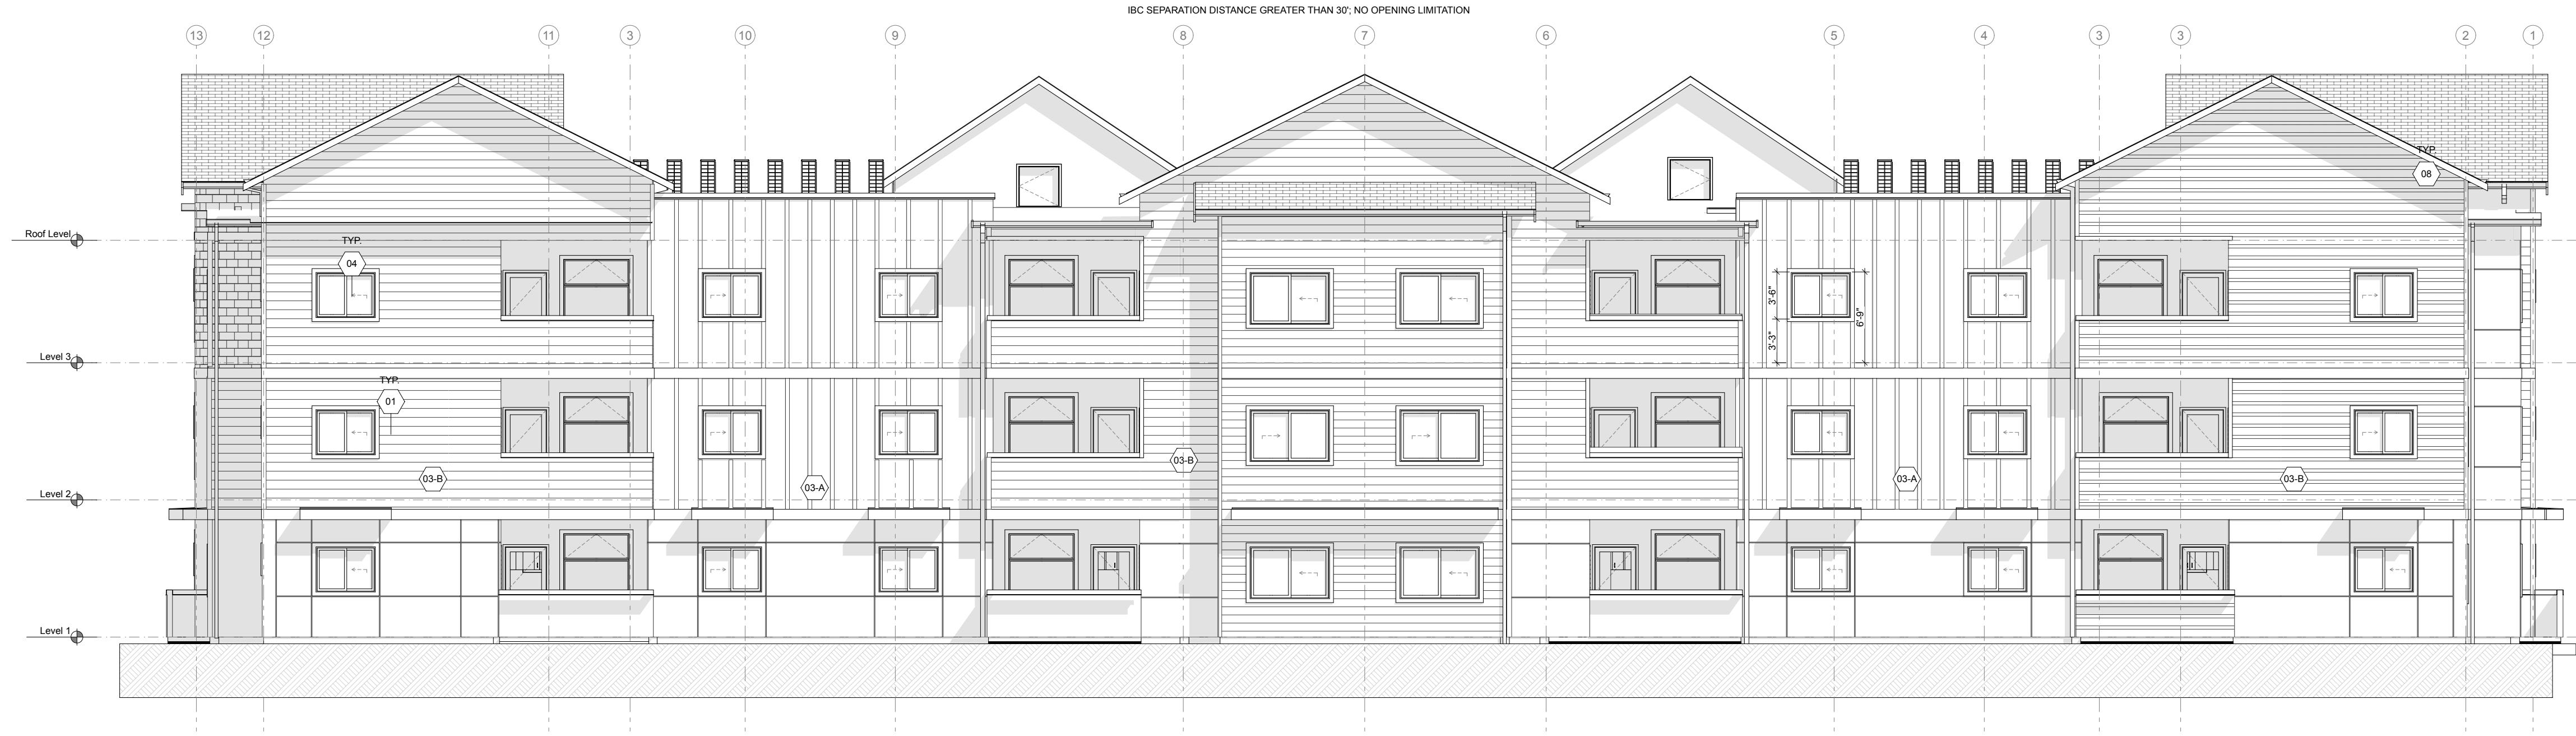 IBC SEPARATION DISTANCE GREATER THAN 30'; NO OPENING LIMITATION
13 12 11 3 10 9 8 7 6 5 4 3 3 2 1
TYP.
08
Roof Level
TYP.
04
3'-6"
6'-9"
3'-3"
Level 3
TYP.
01
03-B
03-B
03-A
03-A
03-B
Level 2
Level 1